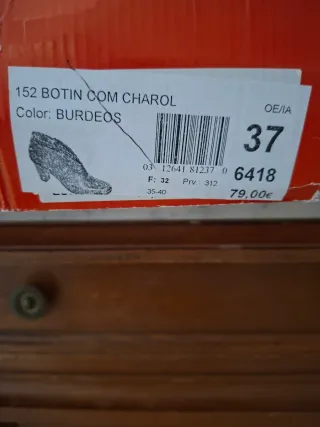 152 BOTIN COM CHAROL
OE/IA
Color: BURDEOS
37
03 12641 81237 0
6418
F: 32 Prv.: 312
35-40
79,00€